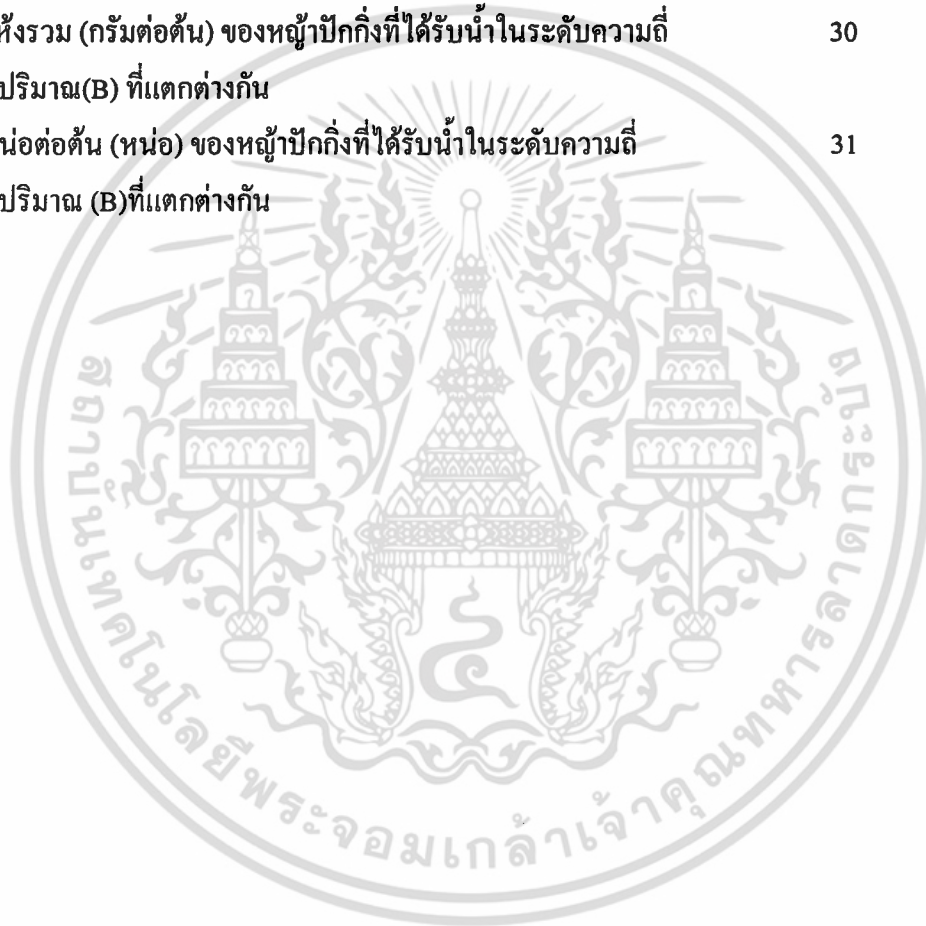 ห้งรวม (กรัมต่อต้น) ของหญ้าปักกิ่งที่ได้รับน้ำในระดับความถี่ 30
ปริมาณ(B) ที่แตกต่างกัน
น่อต่อต้น (หน่อ) ของหญ้าปักกิ่งที่ได้รับน้ำในระดับความถี่ 31
ปริมาณ (B)ที่แตกต่างกัน
สถาบันเทคโนโลยีพระจอมเกล้าเจ้าคุณทหารลาดกระบัง
๔